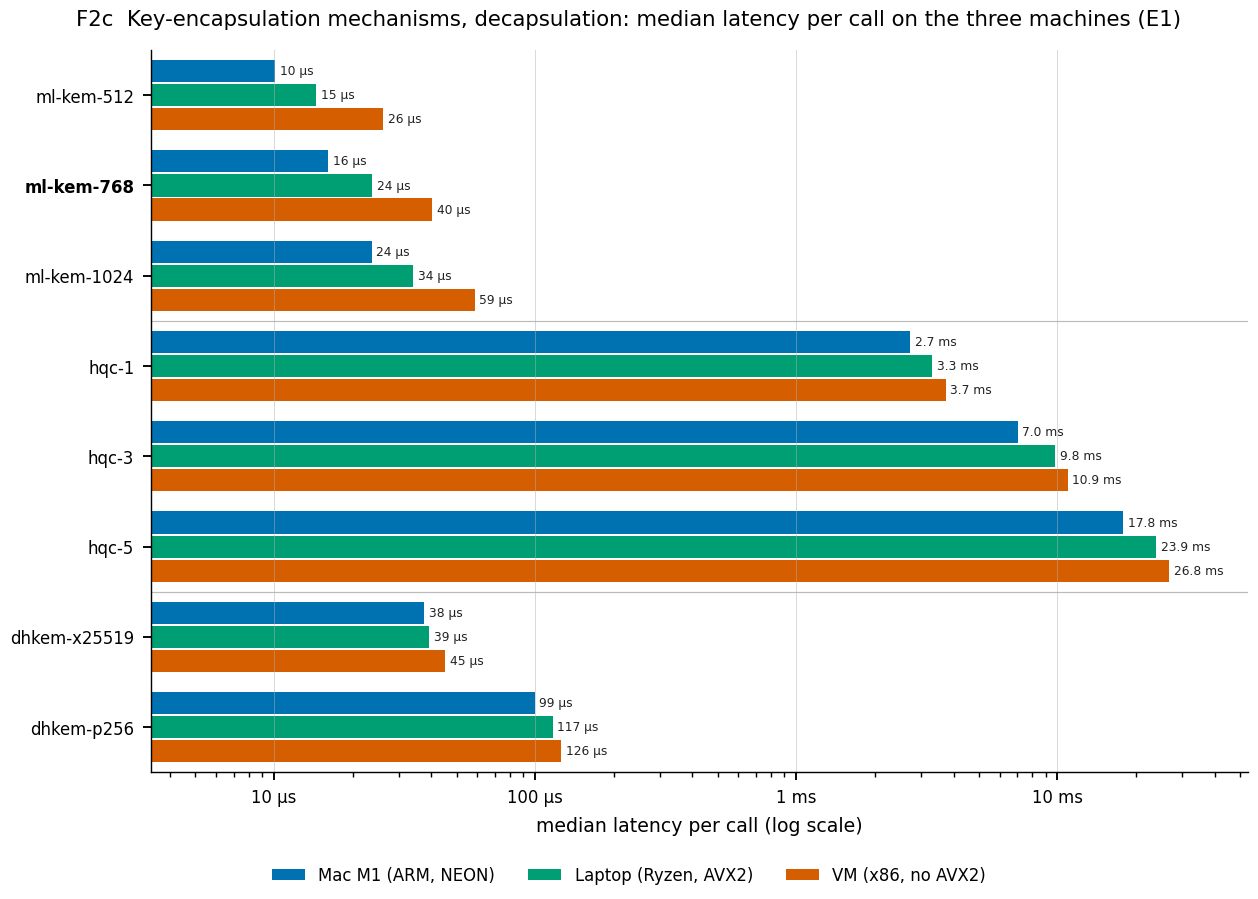 F2c  Key-encapsulation mechanisms, decapsulation: median latency per call on the three machines (E1)
10 µs
ml-kem-512 15 µs
26 µs
16 µs
ml-kem-768 24 µs
40 µs
24 µs
ml-kem-1024 34 µs
59 µs
2.7 ms
hqc-1 3.3 ms
3.7 ms
7.0 ms
hqc-3 9.8 ms
10.9 ms
17.8 ms
hqc-5 23.9 ms
26.8 ms
38 µs
dhkem-x25519 39 µs
45 µs
99 µs
dhkem-p256 117 µs
126 µs
10 µs 100 µs 1 ms 10 ms
median latency per call (log scale)
Mac M1 (ARM, NEON) Laptop (Ryzen, AVX2) VM (x86, no AVX2)